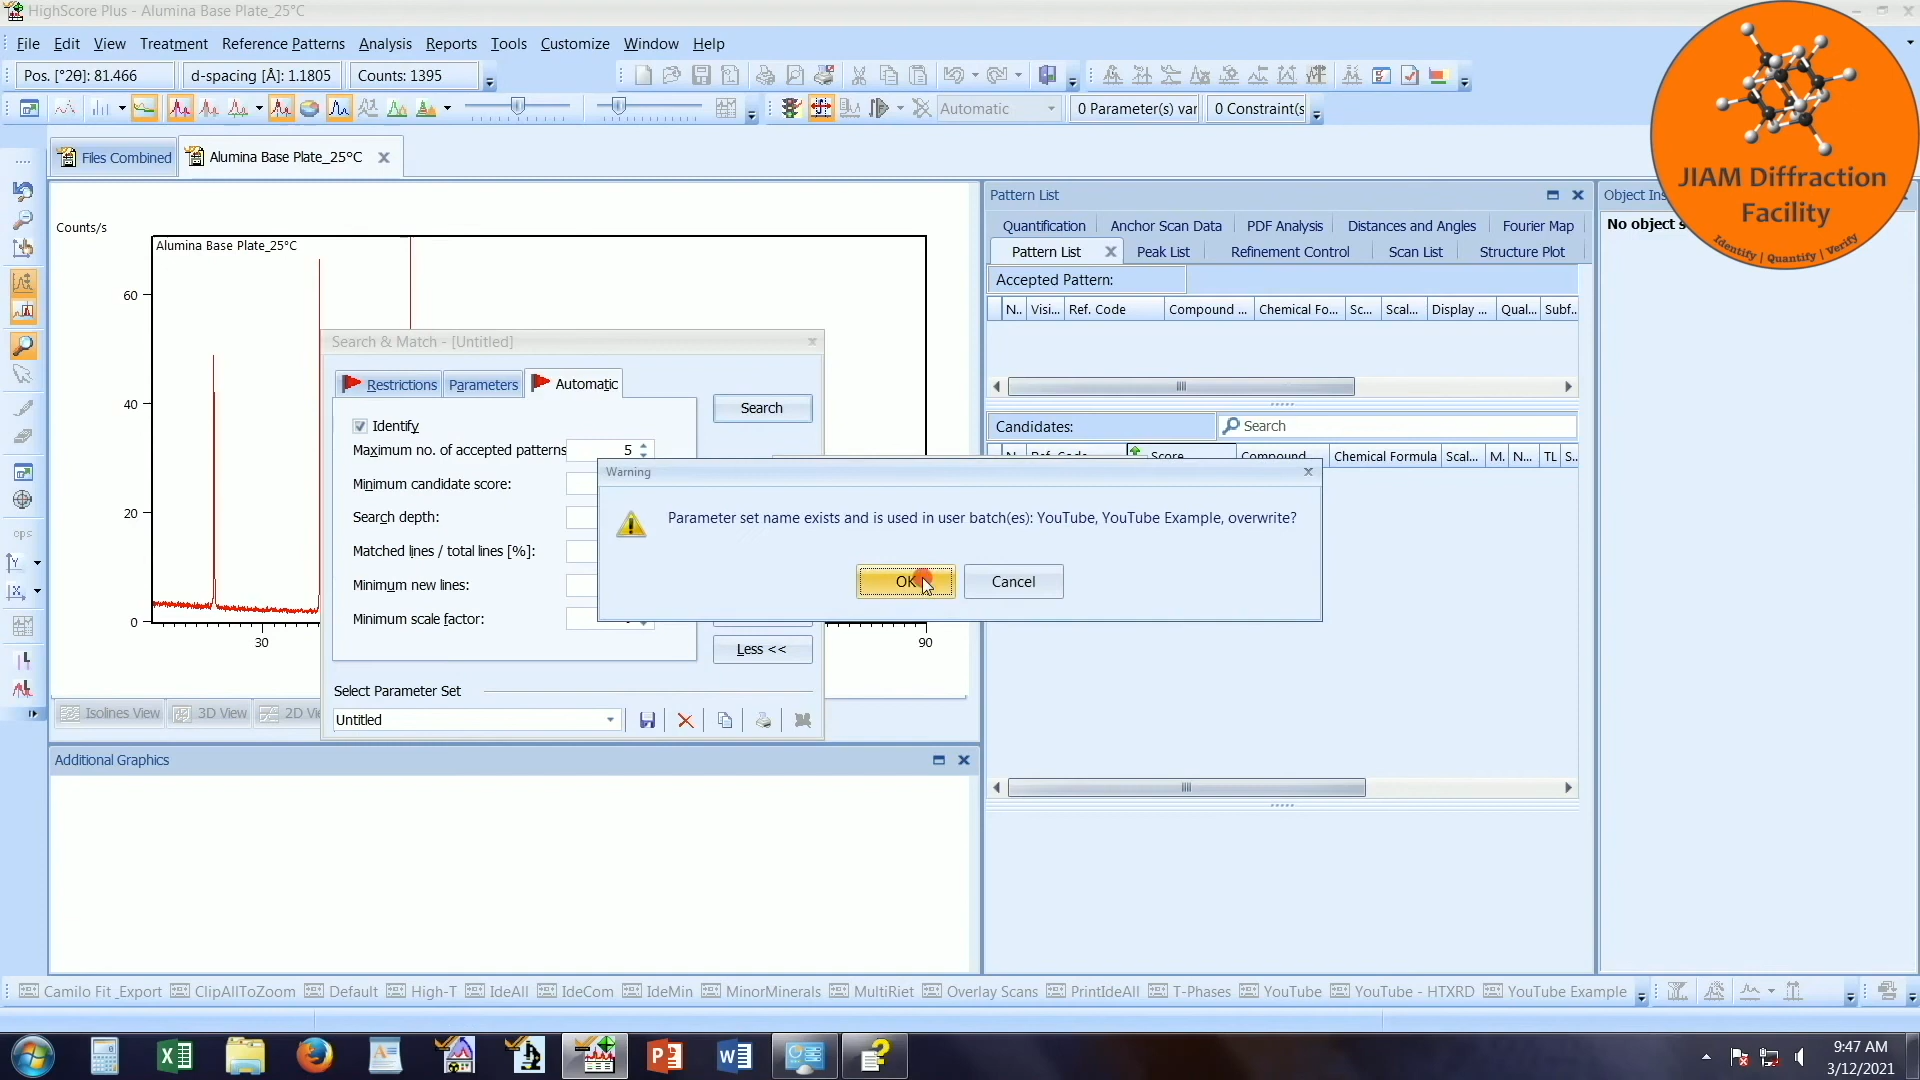 HighScore Plus - Alumina Base Plate_25°C
File Edit View Treatment Reference Patterns Analysis Reports Tools Customize Window Help
Pos. [°2θ]: 81.466 d-spacing [Å]: 1.1805 Counts: 1395
Automatic 0 Parameter(s) var 0 Constraint(s
Files Combined Alumina Base Plate_25°C
JIAM Diffraction
Facility
Identify | Quantify | Verify
Pattern List
Object Ins
No object s
Quantification Anchor Scan Data PDF Analysis Distances and Angles Fourier Map
Pattern List Peak List Refinement Control Scan List Structure Plot
Accepted Pattern:
N.. Visi... Ref. Code Compound ... Chemical Fo... Sc... Scal... Display ... Qual... Subf..
Candidates: Search
Score Compound Chemical Formula Scal... M. N... TL S..
Counts/s
Alumina Base Plate_25°C
60
40
20
0
30
90
Search & Match - [Untitled]
Restrictions Parameters Automatic
Search
Identify
Maximum no. of accepted patterns 5
Minimum candidate score:
Search depth:
Matched lines / total lines [%]:
Minimum new lines:
Minimum scale factor:
Less <<
Select Parameter Set
Untitled
Warning
Parameter set name exists and is used in user batch(es): YouTube, YouTube Example, overwrite?
OK Cancel
Isolines View 3D View 2D Vi
Additional Graphics
Camilo Fit _Export ClipAllToZoom Default High-T IdeAll IdeCom IdeMin MinorMinerals MultiRiet Overlay Scans PrintIdeAll T-Phases YouTube YouTube - HTXRD YouTube Example
ops
9:47 AM
3/12/2021